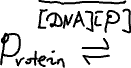 [DNA][P]
Protein ⇌